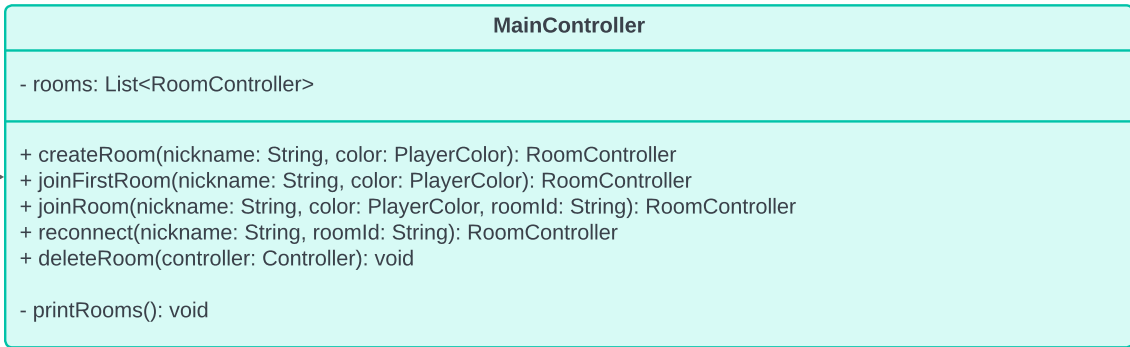 MainController
- rooms: List<RoomController>
+ createRoom(nickname: String, color: PlayerColor): RoomController
+ joinFirstRoom(nickname: String, color: PlayerColor): RoomController
+ joinRoom(nickname: String, color: PlayerColor, roomId: String): RoomController
+ reconnect(nickname: String, roomId: String): RoomController
+ deleteRoom(controller: Controller): void
- printRooms(): void